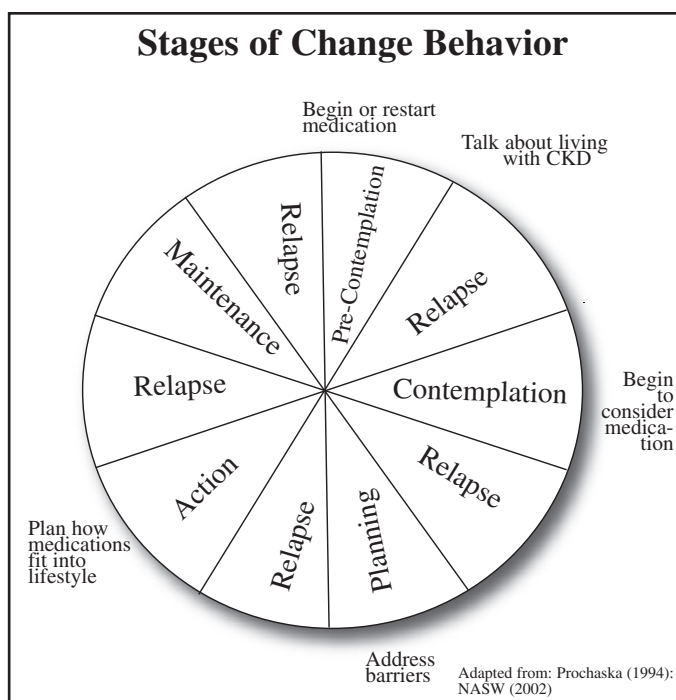 Stages of Change Behavior
Begin or restart
medication
Talk about living
with CKD
Pre-Contemplation
Relapse
Contemplation
Begin
to
consider
medica-
tion
Relapse
Planning
Address
barriers
Relapse
Action
Plan how
medications
fit into
lifestyle
Relapse
Maintenance
Relapse
Adapted from: Prochaska (1994):
NASW (2002)